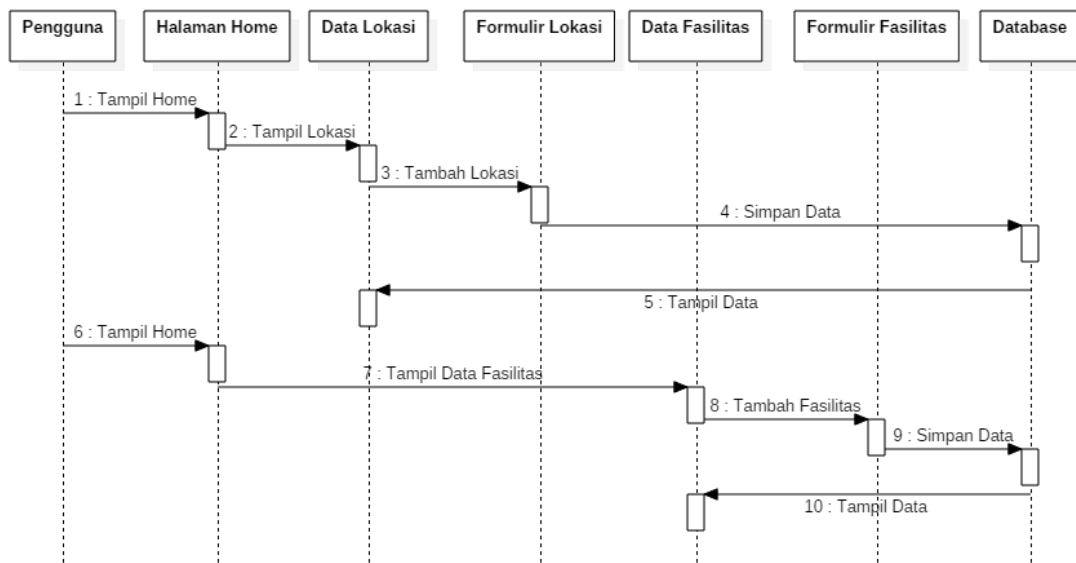 Pengguna
Halaman Home
Data Lokasi
Formulir Lokasi
Data Fasilitas
Formulir Fasilitas
Database
1 : Tampil Home
2 : Tampil Lokasi
3 : Tambah Lokasi
4 : Simpan Data
5 : Tampil Data
6 : Tampil Home
7 : Tampil Data Fasilitas
8 : Tambah Fasilitas
9 : Simpan Data
10 : Tampil Data